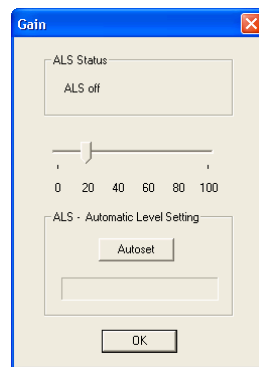 Gain
ALS Status
ALS off
0 20 40 60 80 100
ALS - Automatic Level Setting
Autoset
OK